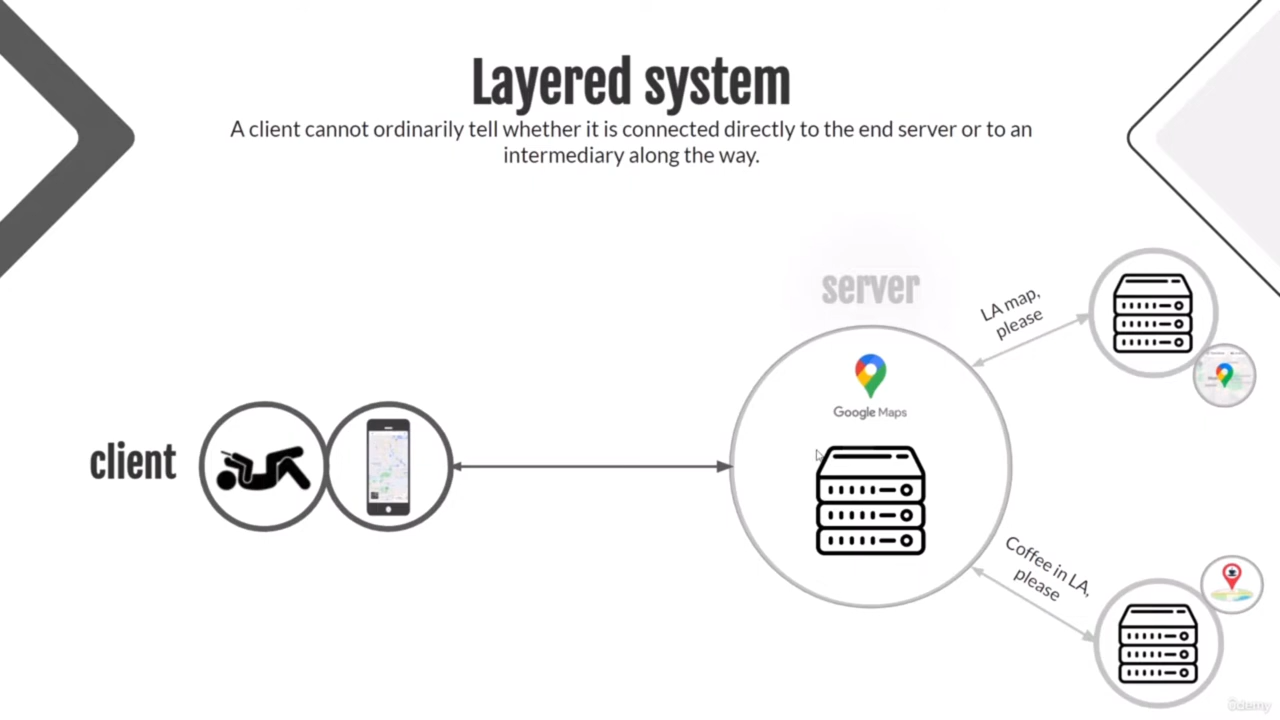 Layered system
A client cannot ordinarily tell whether it is connected directly to the end server or to an
intermediary along the way.
server
LA map,
please
Google Maps
client
Coffee in LA,
please
ûdemy